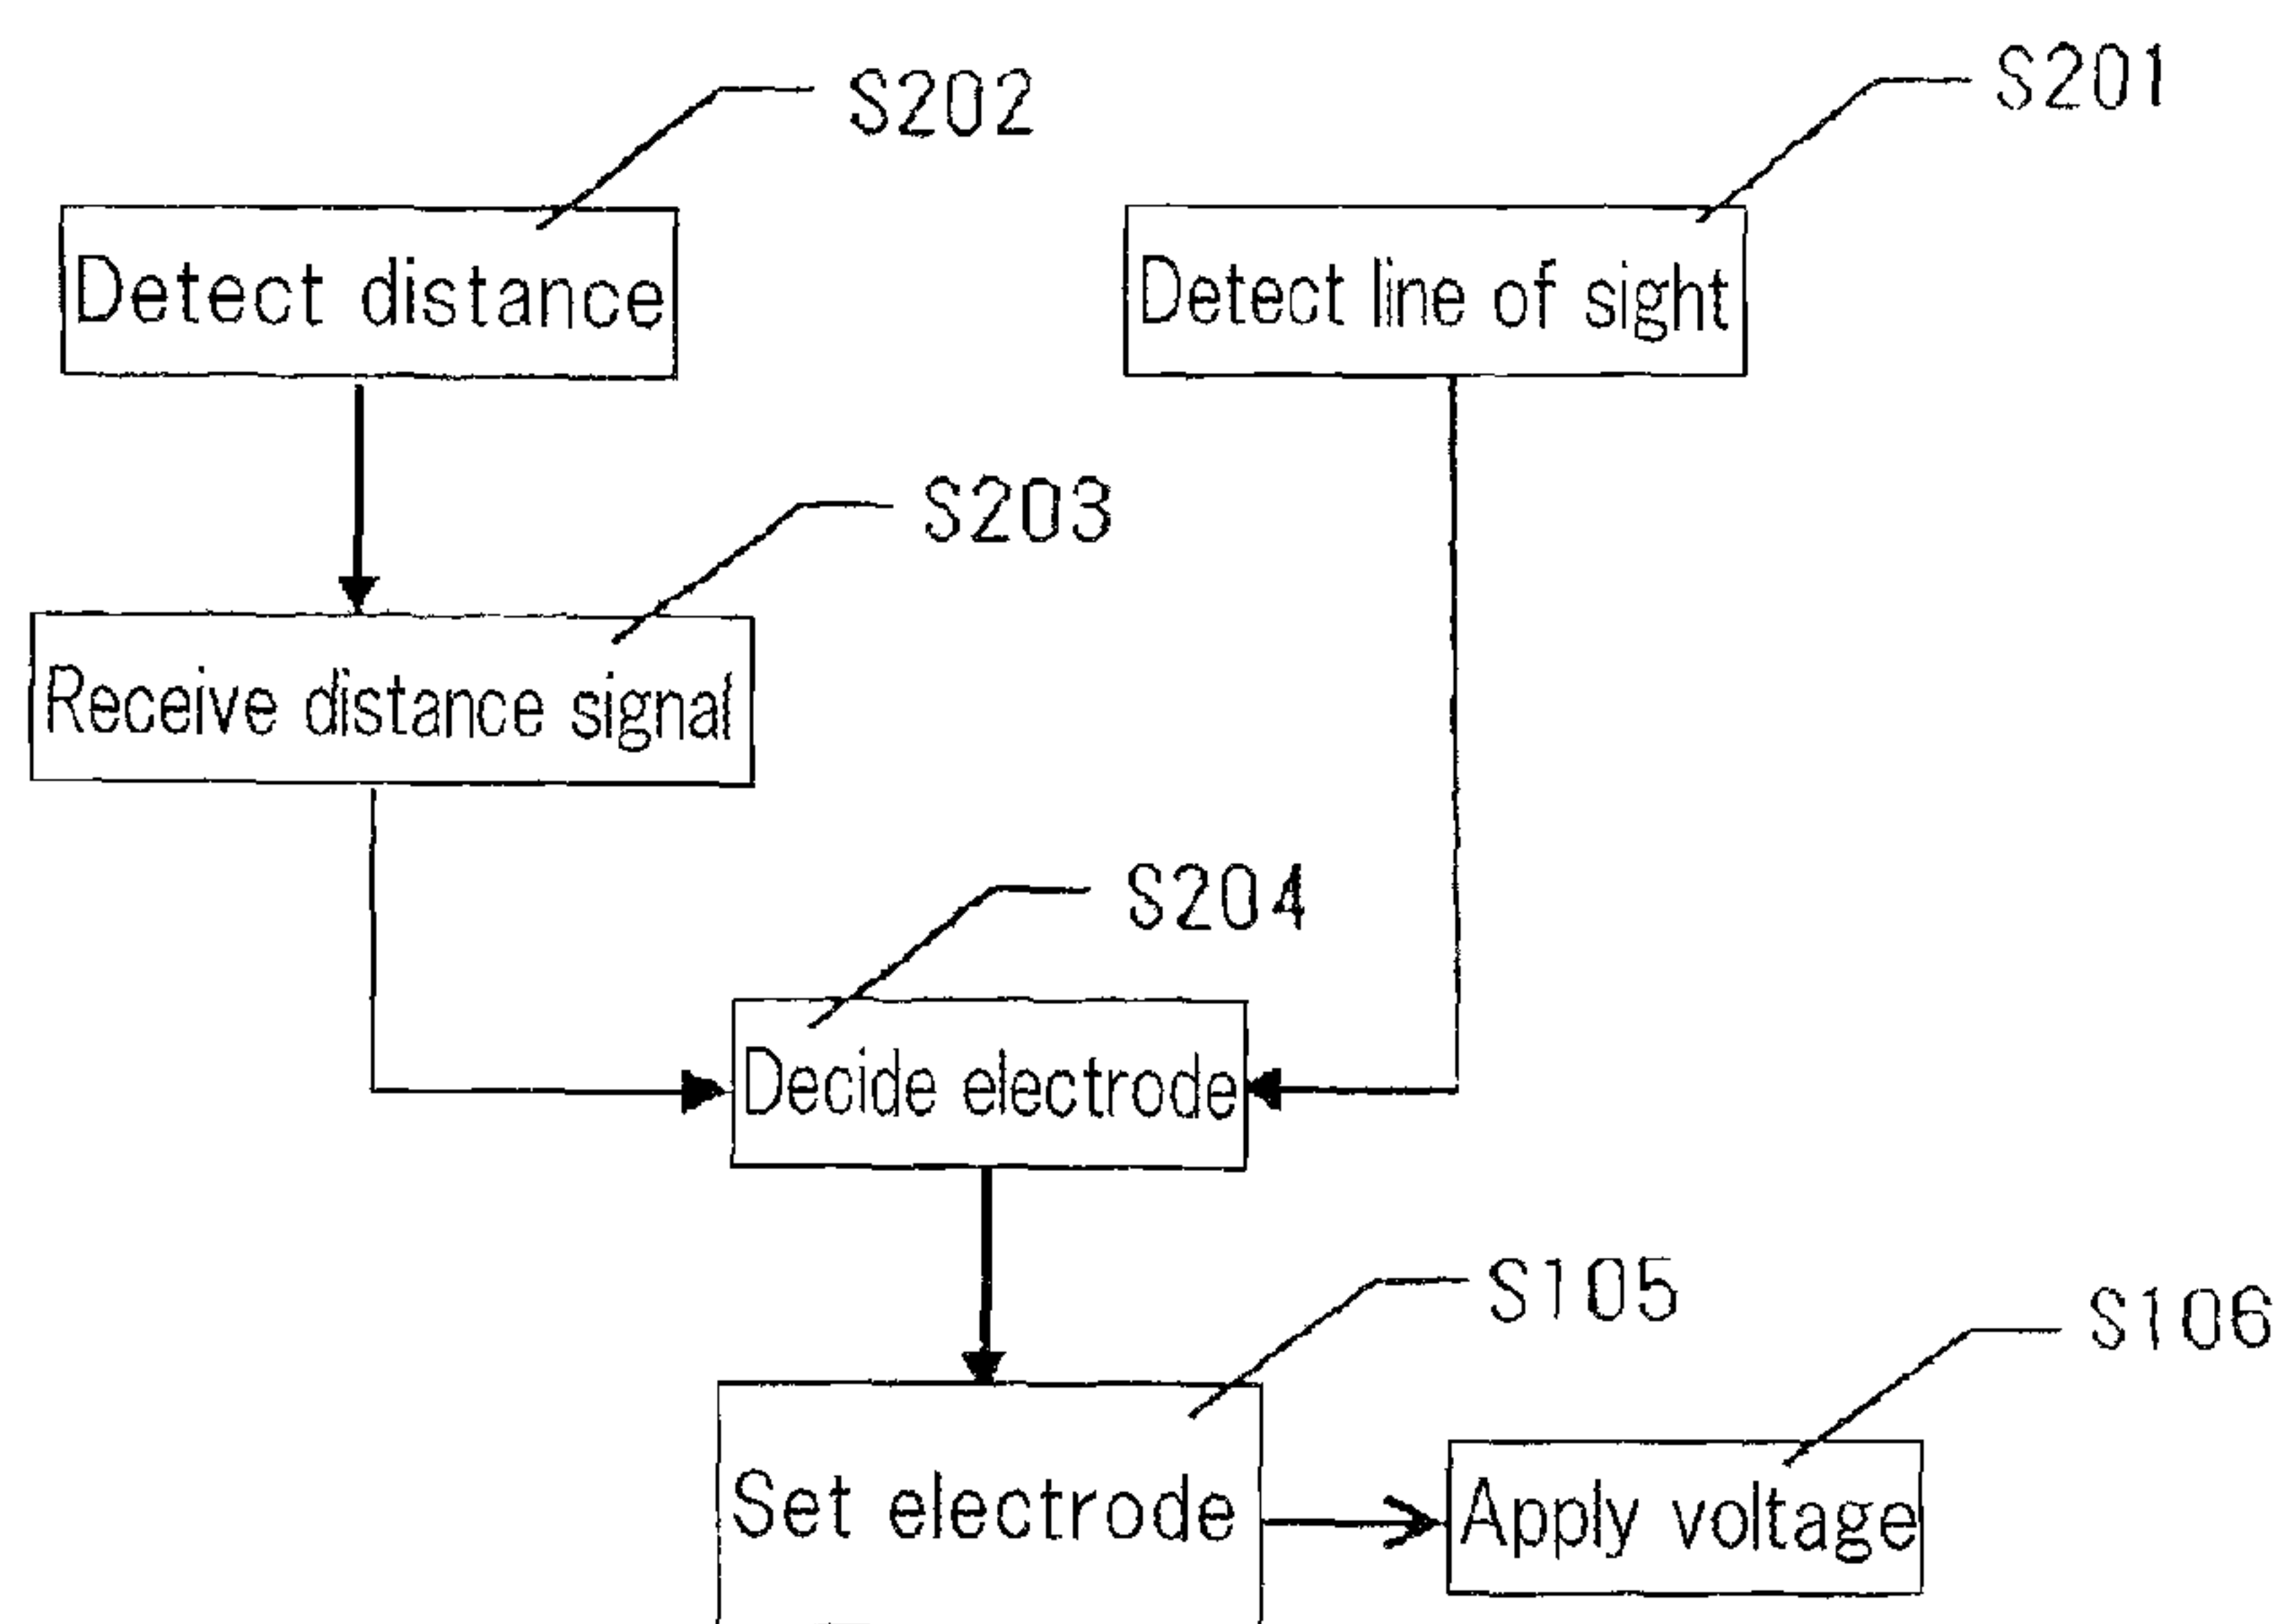 S202
S201
Detect distance
Detect line of sight
S203
Receive distance signal
S204
Decide electrode
S105
S106
Set electrode
Apply voltage